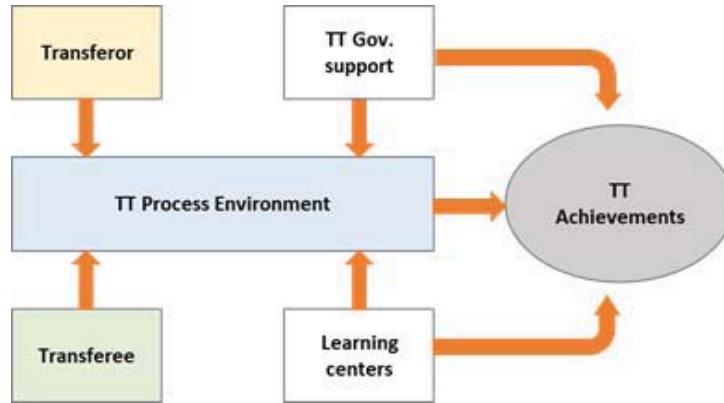 Transferor
TT Gov.
support
TT Process Environment
TT
Achievements
Transferee
Learning
centers